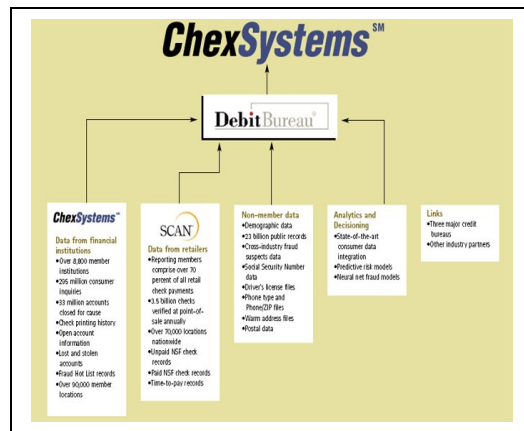 ChexSystems℠
DebitBureau®
ChexSystems™
Data from financial
institutions
•Over 8,800 member
institutions
•295 million consumer
inquiries
•33 million accounts
closed for cause
•Check printing history
•Open account
information
•Lost and stolen
accounts
•Fraud Hot List records
•Over 90,000 member
locations
SCAN
Data from retailers
•Reporting members
comprise over 70
percent of all retail
check payments
•3.5 billion checks
verified at point-of-
sale annually
•Over 70,000 locations
nationwide
•Unpaid NSF check
records
•Paid NSF check records
•Time-to-pay records
Non-member data
•Demographic data
•23 billion public records
•Cross-industry fraud
suspects data
•Social Security Number
data
•Driver's license files
•Phone type and
Phone/ZIP files
•Warm address files
•Postal data
Analytics and
Decisioning
•State-of-the-art
consumer data
integration
•Predictive risk models
•Neural net fraud models
Links
•Three major credit
bureaus
•Other industry partners